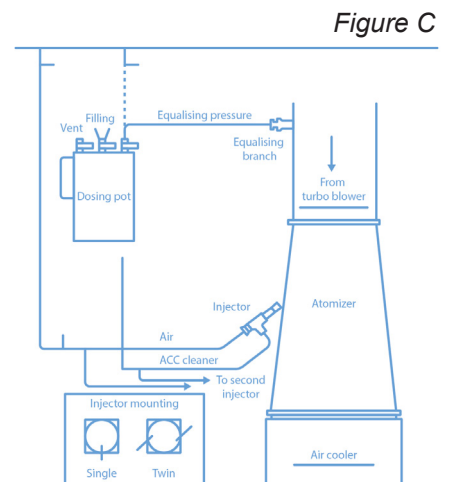 Figure C
Equalising pressure
Filling
Vent
Equalising
branch
From
turbo blower
Dosing pot
Injector
Atomizer
Air
ACC cleaner
To second
injector
Injector mounting
Single
Twin
Air cooler